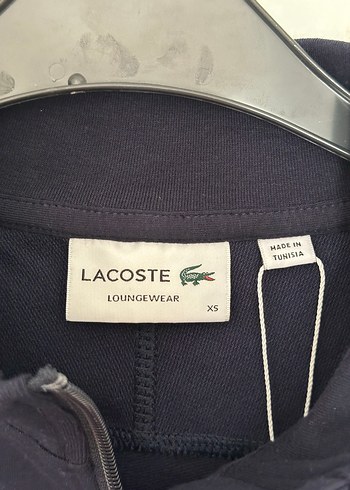 LACOSTE
LOUNGEWEAR
XS
MADE IN
TUNISIA